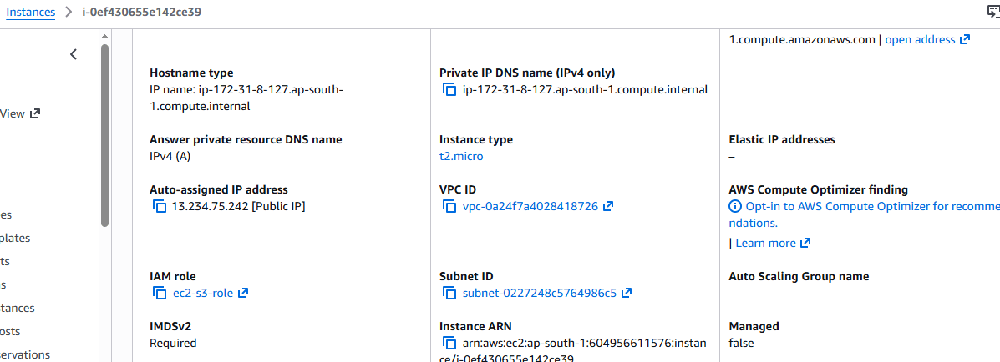 Instances > i-0ef430655e142ce39
1.compute.amazonaws.com | open address
Hostname type
IP name: ip-172-31-8-127.ap-south-
1.compute.internal
Private IP DNS name (IPv4 only)
ip-172-31-8-127.ap-south-1.compute.internal
View
Answer private resource DNS name
IPv4 (A)
Instance type
t2.micro
Elastic IP addresses
–
Auto-assigned IP address
13.234.75.242 [Public IP]
VPC ID
vpc-0a24f7a4028418726
AWS Compute Optimizer finding
Opt-in to AWS Compute Optimizer for recomme
ndations.
| Learn more
es
plates
ts
s
tances
osts
servations
IAM role
ec2-s3-role
Subnet ID
subnet-0227248c5764986c5
Auto Scaling Group name
–
IMDSv2
Required
Instance ARN
arn:aws:ec2:ap-south-1:604956611576:instan
ce/i-0ef430655e142ce39
Managed
false